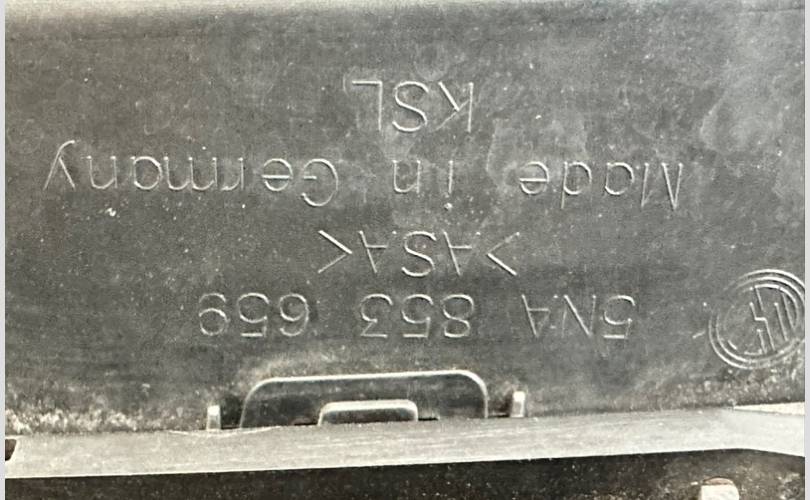 5NA 853 659
>ASA<
Made in Germany
KSL